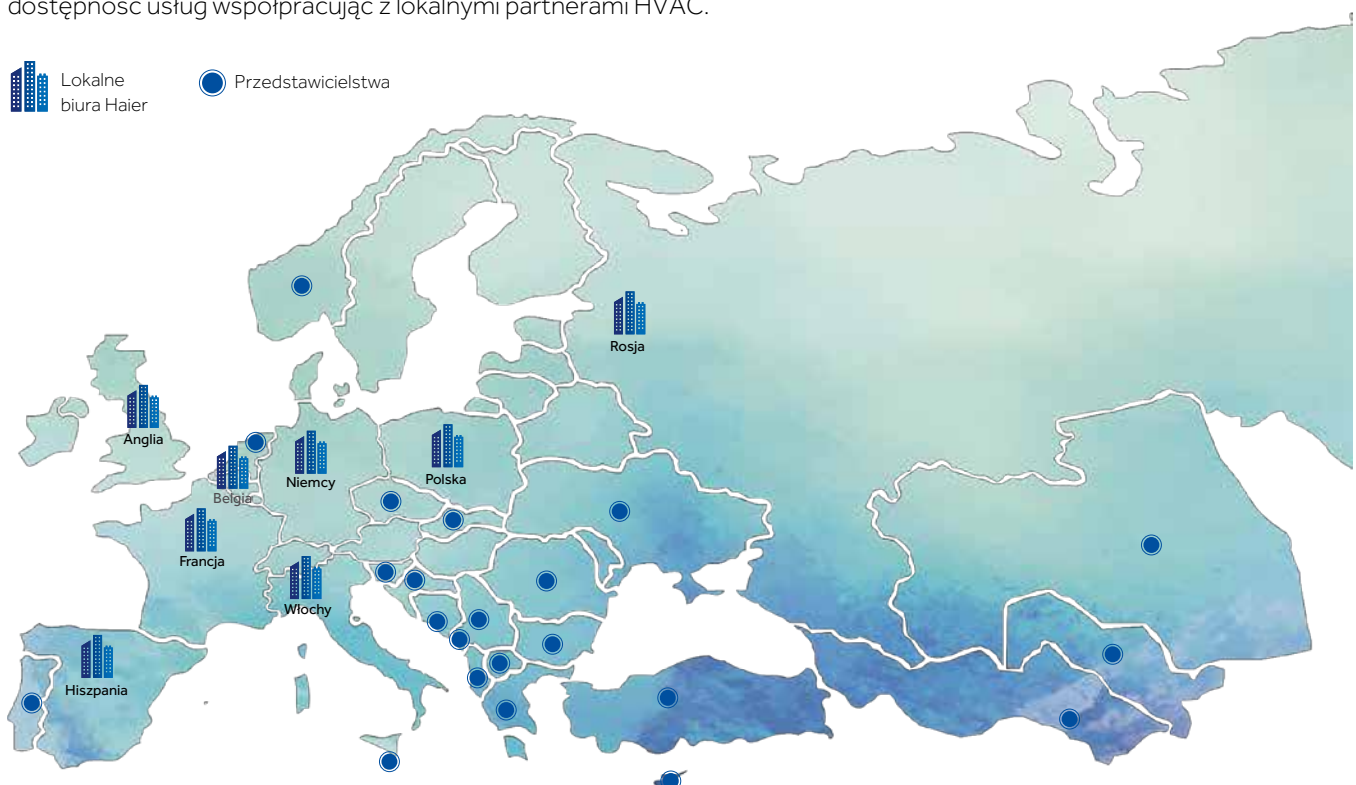 dostępność usług współpracując z lokalnymi partnerami HVAC.
Lokalne
biura Haier
Przedstawicielstwa
Rosja
Anglia
Belgia
Niemcy
Polska
Francja
Włochy
Hiszpania